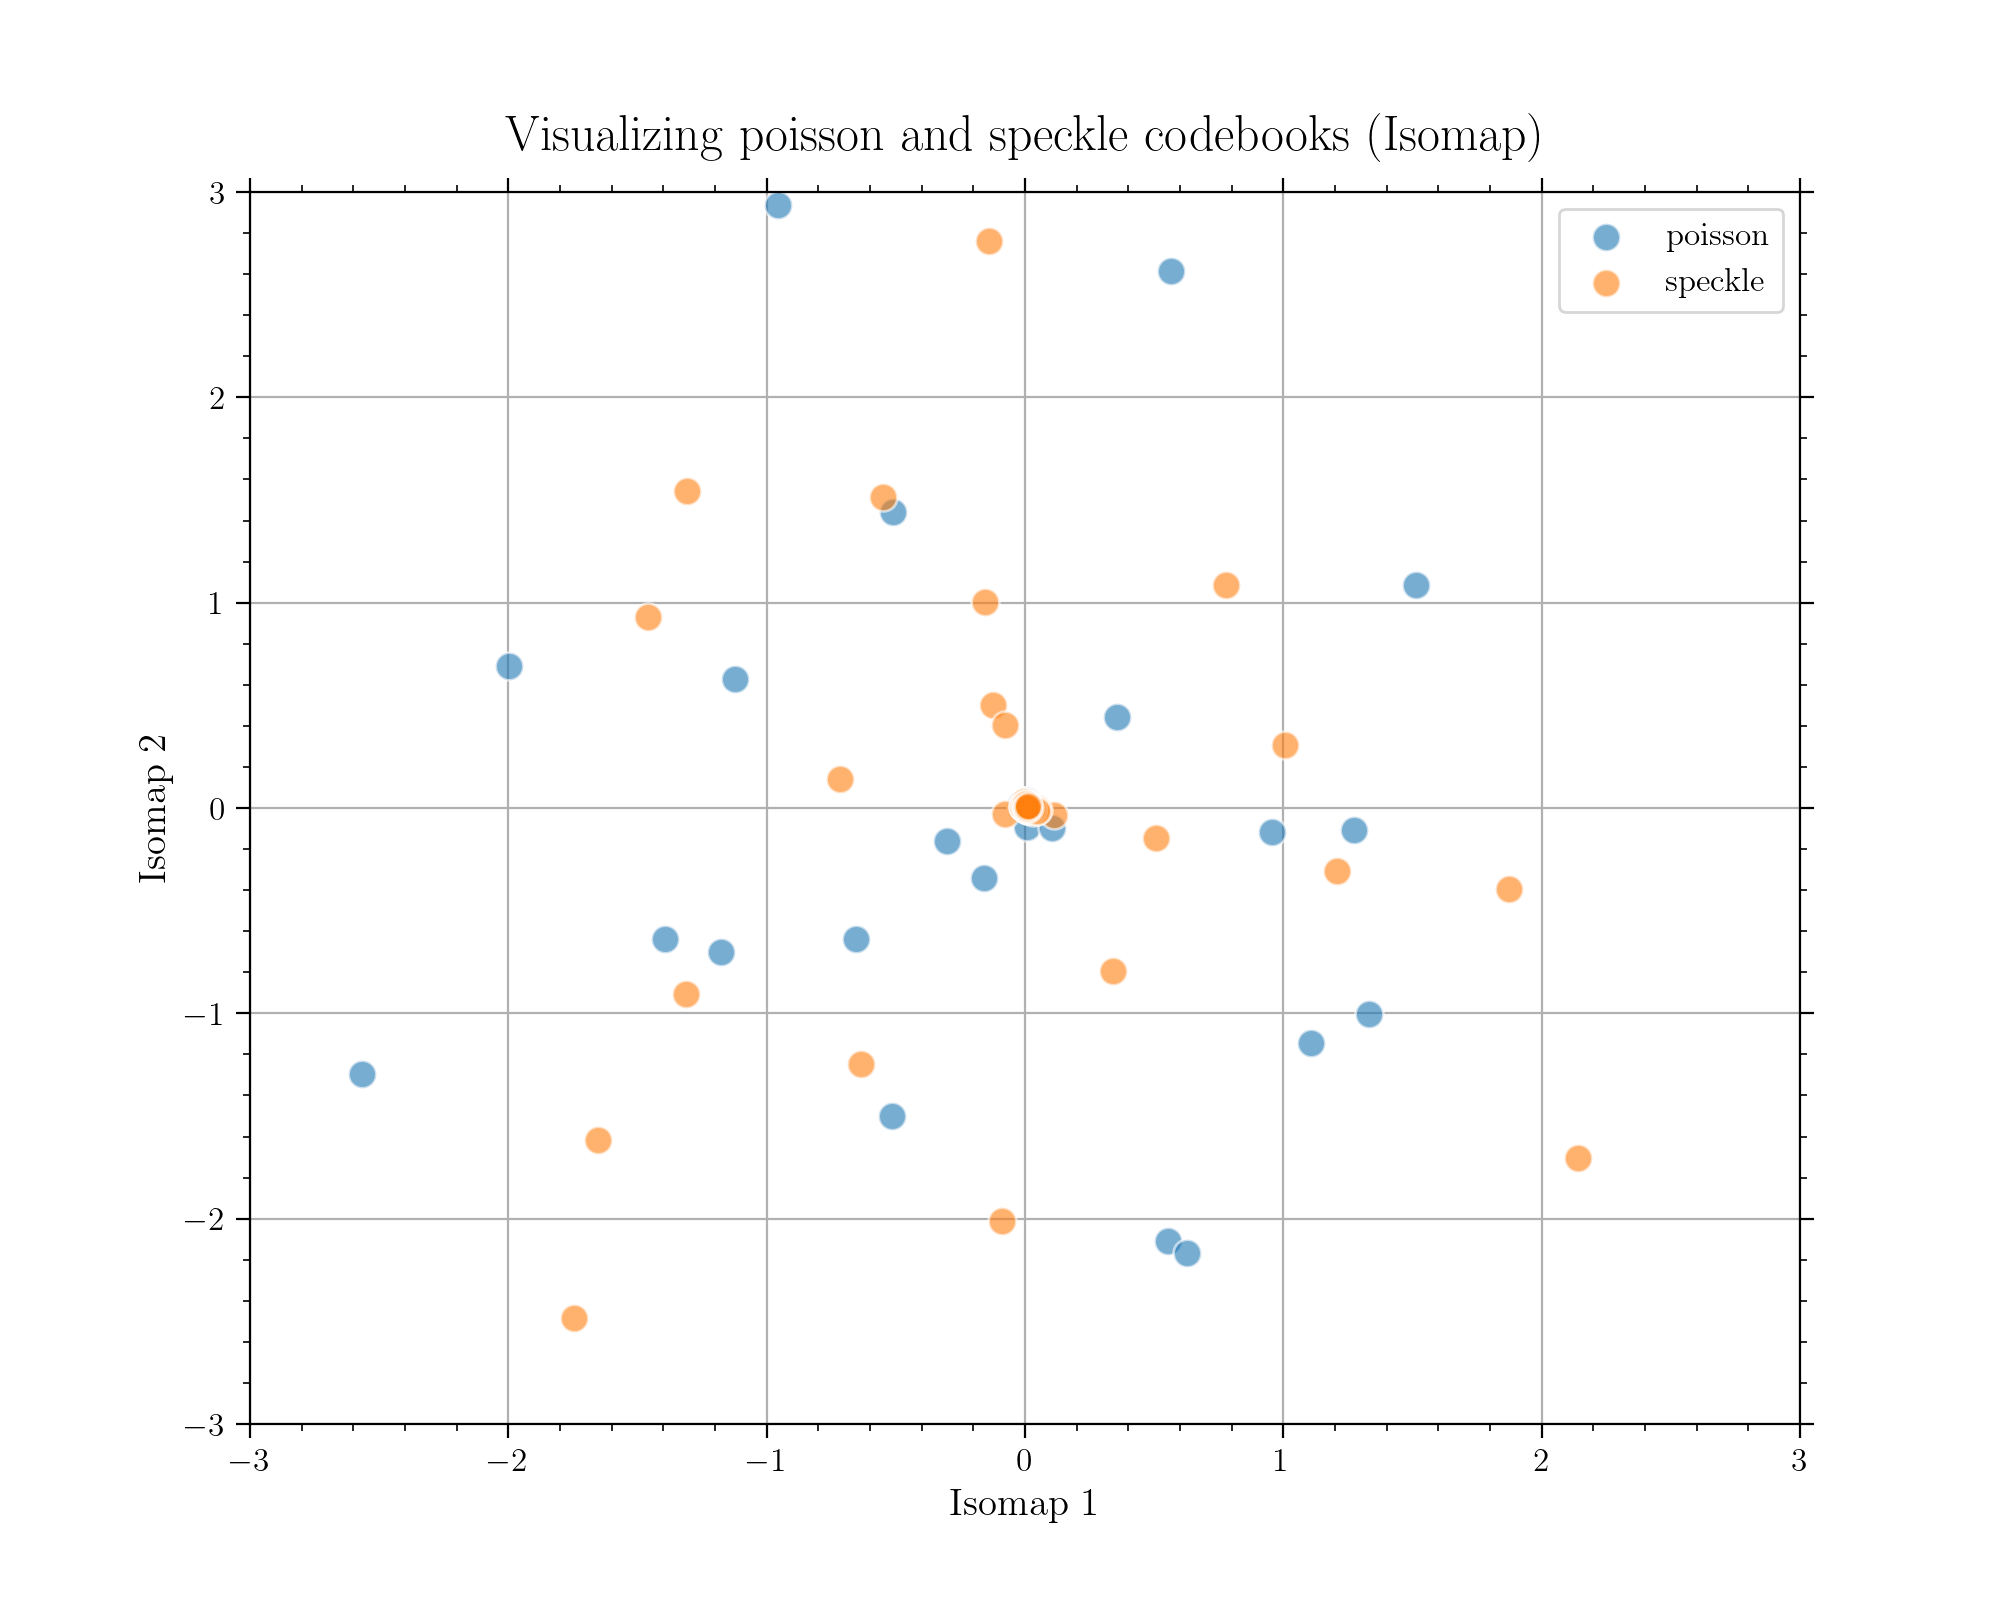 Visualizing poisson and speckle codebooks (Isomap)
poisson
speckle
3
2
1
0
−1
−2
−3
Isomap 2
−3
−2
−1
0
1
2
3
Isomap 1